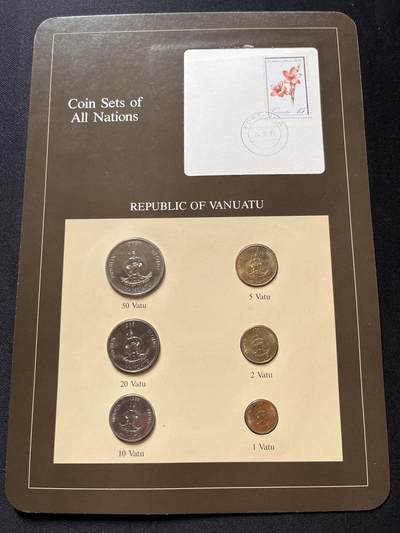 Coin Sets of
All Nations
15
REPUBLIC OF VANUATU
50 Vatu
5 Vatu
20 Vatu
2 Vatu
10 Vatu
1 Vatu